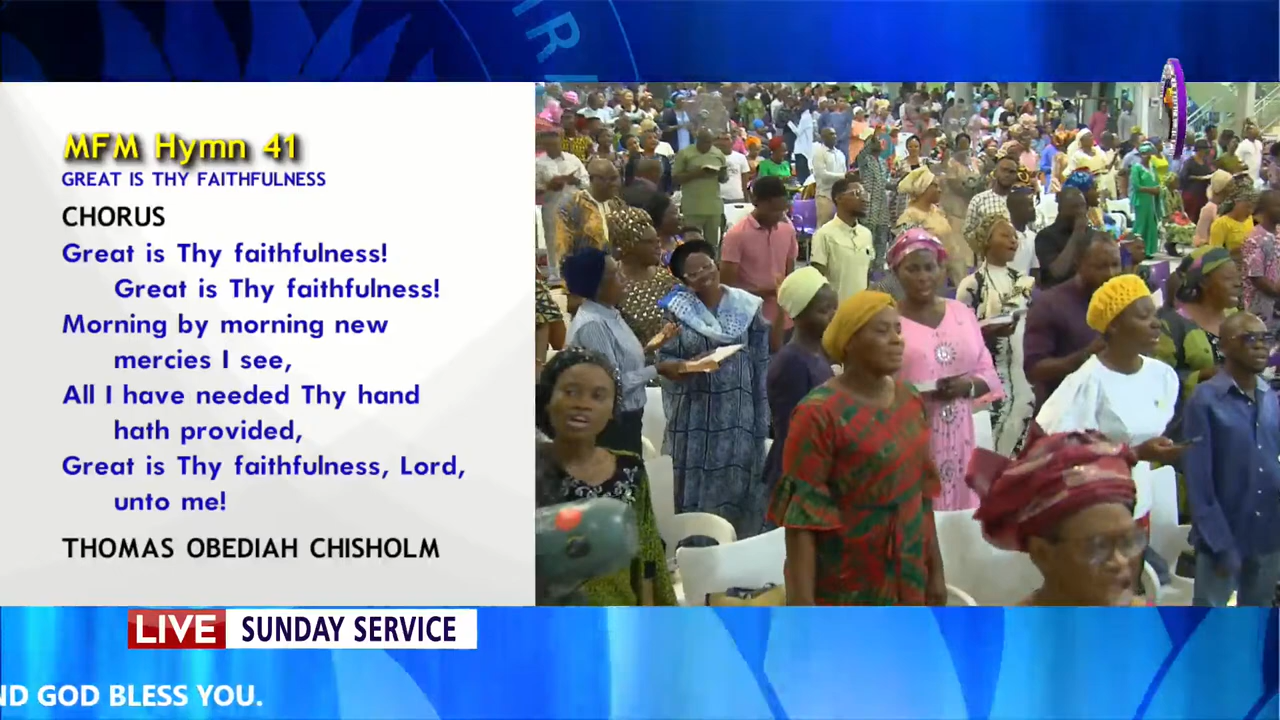 MFM Hymn 41
GREAT IS THY FAITHFULNESS
CHORUS
Great is Thy faithfulness!
Great is Thy faithfulness!
Morning by morning new
mercies I see,
All I have needed Thy hand
hath provided,
Great is Thy faithfulness, Lord,
unto me!
THOMAS OBEDIAH CHISHOLM
LIVE SUNDAY SERVICE
GOD BLESS YOU.